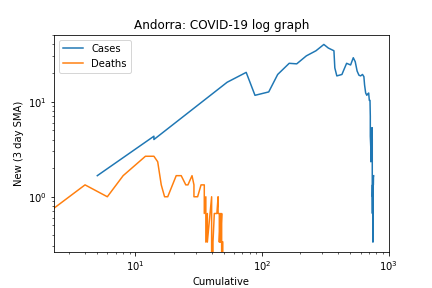 Andorra: COVID-19 log graph
Cases
Deaths
New (3 day SMA)
10¹
10⁰
10¹
10²
10³
Cumulative